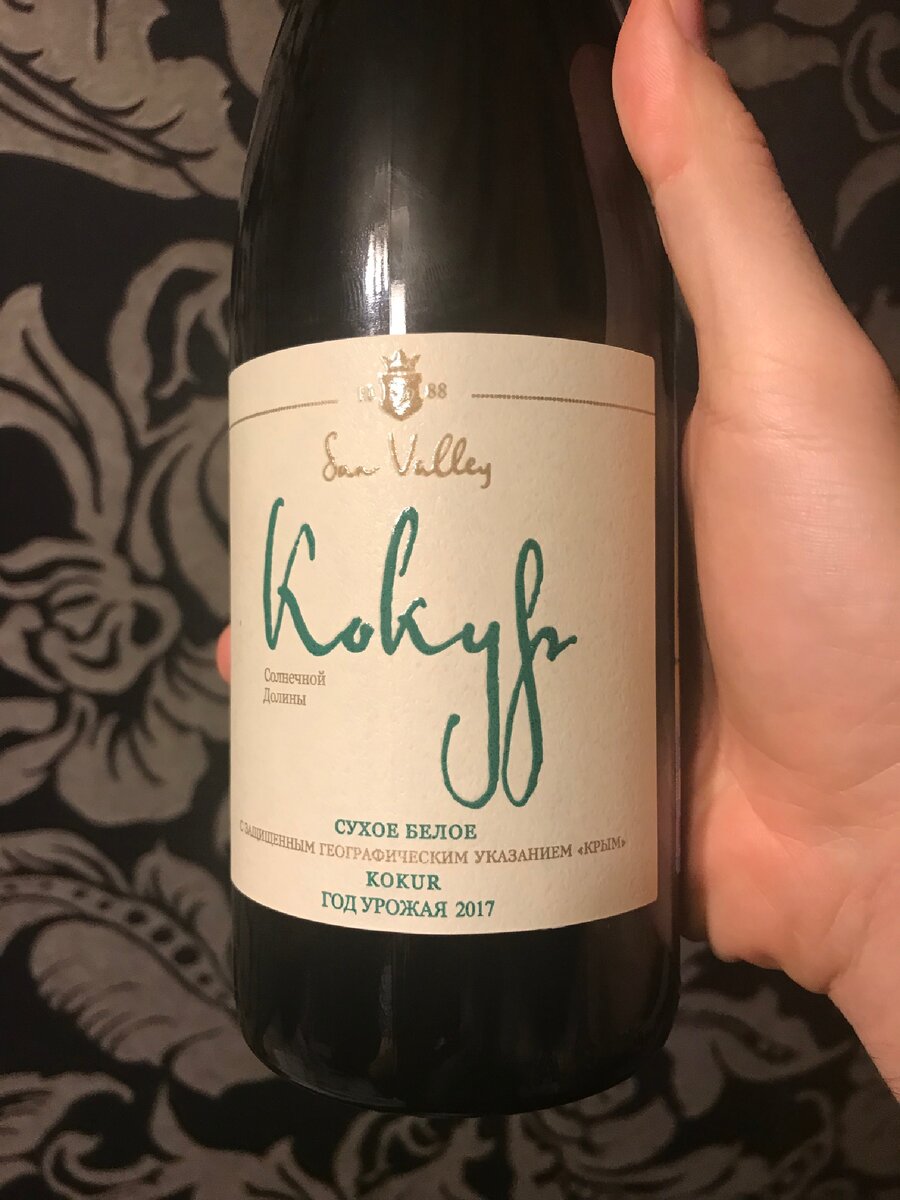 88
Sun Valley
Кокур
Солнечной
Долины
СУХОЕ БЕЛОЕ
С ЗАЩИЩЕННЫМ ГЕОГРАФИЧЕСКИМ УКАЗАНИЕМ «КРЫМ»
KOKUR
ГОД УРОЖАЯ 2017